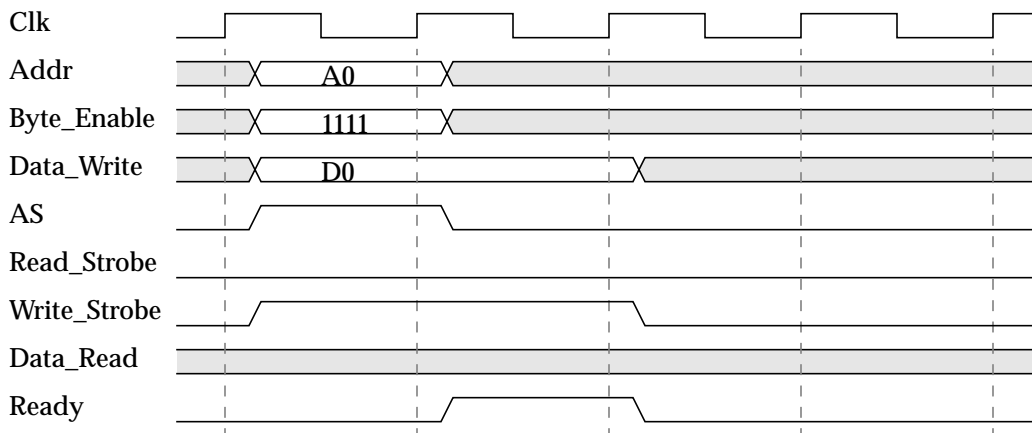 Clk
Addr
A0
Byte_Enable
1111
Data_Write
D0
AS
Read_Strobe
Write_Strobe
Data_Read
Ready